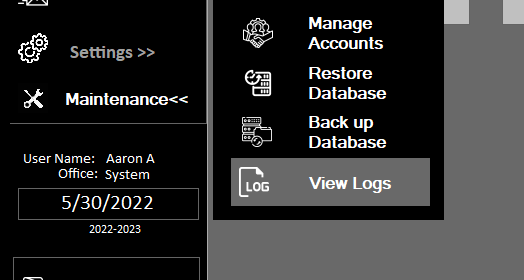 Settings >>
Maintenance<<
User Name: Aaron A
Office: System
5/30/2022
2022-2023
Manage
Accounts
Restore
Database
Back up
Database
LOG
View Logs